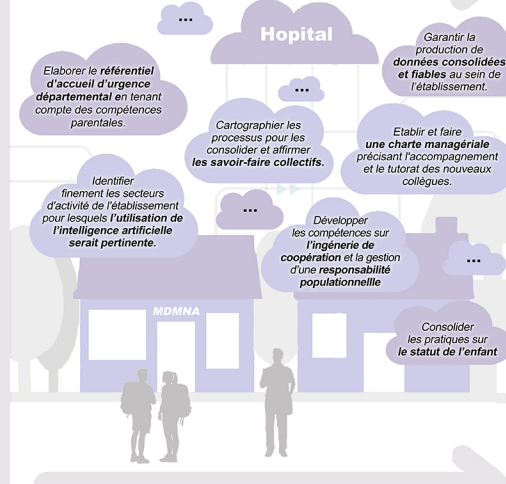 ...
Hopital
Garantir la
production de
données consolidées
et fiables au sein de
l'établissement.
Elaborer le référentiel
d'accueil d'urgence
départemental en tenant
compte des compétences
parentales.
...
Cartographier les
processus pour les
consolider et affirmer
les savoir-faire collectifs.
Etablir et faire
une charte managériale
précisant l'accompagnement
et le tutorat des nouveaux
collègues.
Identifier
finement les secteurs
d'activité de l'établissement
pour lesquels l'utilisation de
l'intelligence artificielle
serait pertinente.
...
Développer
les compétences sur
l'ingénerie de
coopération et la gestion
d'une responsabilité
populationnellle
...
MDMNA
Consolider
les pratiques sur
le statut de l'enfant